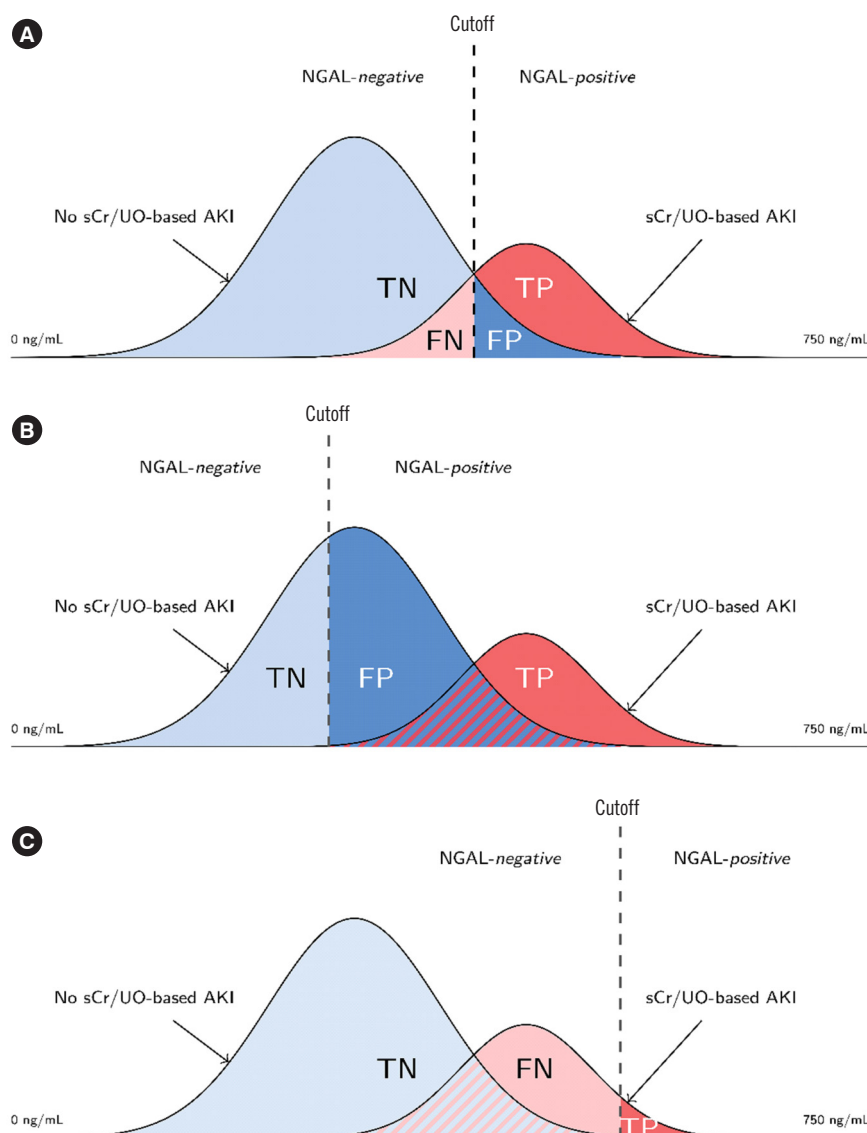 A
Cutoff
NGAL-negative
NGAL-positive
No sCr/UO-based AKI
sCr/UO-based AKI
TN
TP
FN
FP
0 ng/mL
750 ng/mL
B
Cutoff
NGAL-negative
NGAL-positive
No sCr/UO-based AKI
sCr/UO-based AKI
TN
FP
TP
0 ng/mL
750 ng/mL
Cutoff
C
NGAL-negative
NGAL-positive
No sCr/UO-based AKI
sCr/UO-based AKI
TN
FN
0 ng/mL
TP
750 ng/mL